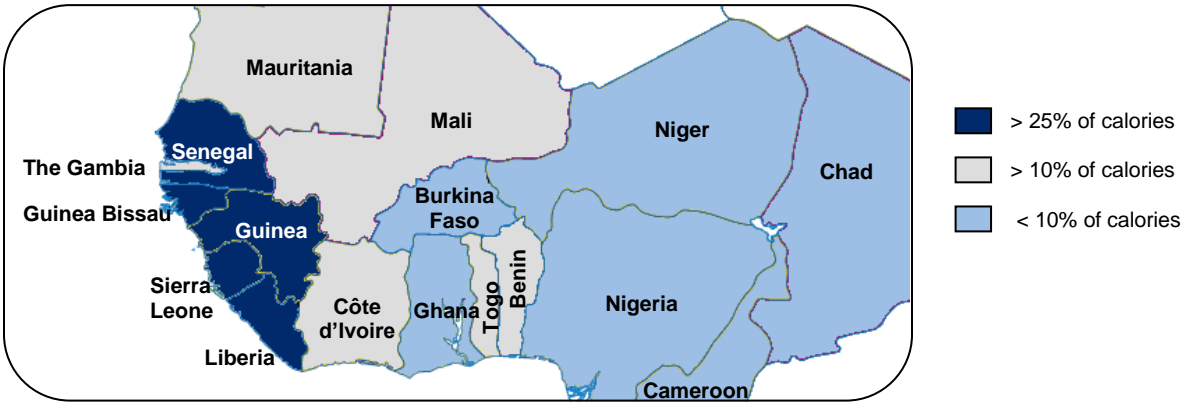 Mauritania
Mali
Niger
Chad
Senegal
The Gambia
Guinea Bissau
Burkina
Faso
Guinea
Sierra
Leone
Liberia
Côte
d'Ivoire
Ghana
Togo
Benin
Nigeria
Cameroon
> 25% of calories
> 10% of calories
< 10% of calories